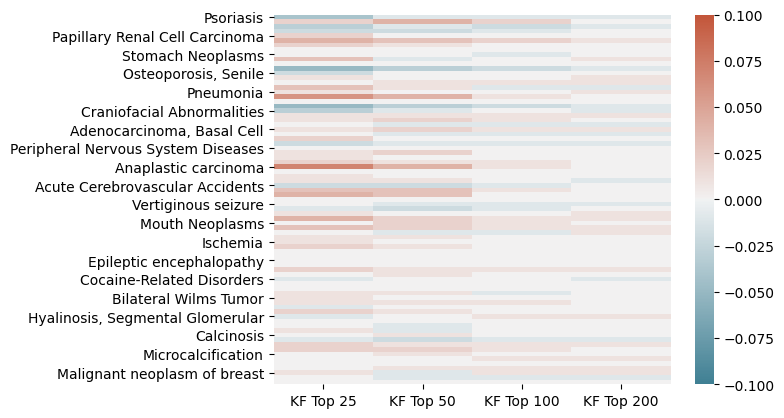 Psoriasis
Papillary Renal Cell Carcinoma
Stomach Neoplasms
Osteoporosis, Senile
Pneumonia
Craniofacial Abnormalities
Adenocarcinoma, Basal Cell
Peripheral Nervous System Diseases
Anaplastic carcinoma
Acute Cerebrovascular Accidents
Vertiginous seizure
Mouth Neoplasms
Ischemia
Epileptic encephalopathy
Cocaine-Related Disorders
Bilateral Wilms Tumor
Hyalinosis, Segmental Glomerular
Calcinosis
Microcalcification
Malignant neoplasm of breast
KF Top 25 KF Top 50 KF Top 100 KF Top 200
0.100
0.075
0.050
0.025
0.000
−0.025
−0.050
−0.075
−0.100